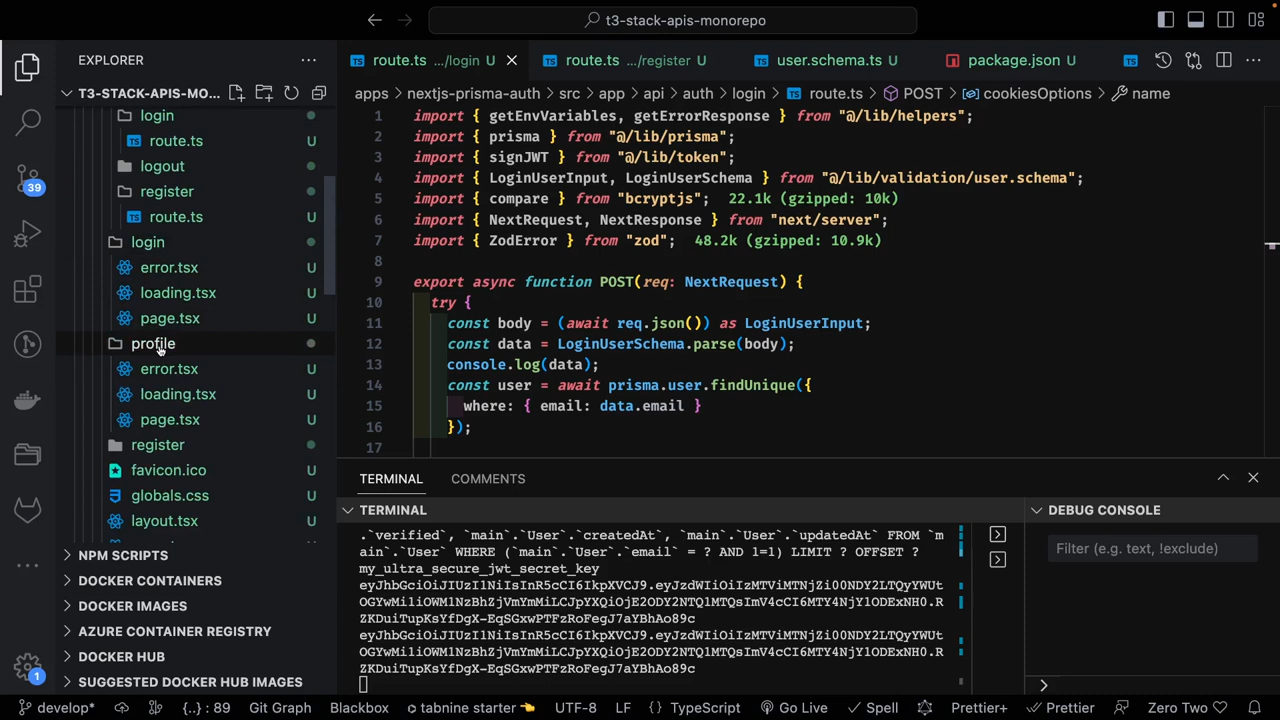 t3-stack-apis-monorepo
EXPLORER
T3-STACK-APIS-MO...
login
route.ts U
logout
register
route.ts U
login
error.tsx U
loading.tsx U
page.tsx U
profile
error.tsx U
loading.tsx U
page.tsx U
register
favicon.ico U
globals.css U
layout.tsx U
NPM SCRIPTS
DOCKER CONTAINERS
DOCKER IMAGES
AZURE CONTAINER REGISTRY
DOCKER HUB
SUGGESTED DOCKER HUB IMAGES
39
1
route.ts .../login U
route.ts .../register U
TS user.schema.ts U
package.json U
TS
apps > nextjs-prisma-auth > src > app > api > auth > login > TS route.ts > POST > cookiesOptions > name
1 import { getEnvVariables, getErrorResponse } from "@/lib/helpers";
2 import { prisma } from "@/lib/prisma";
3 import { signJWT } from "@/lib/token";
4 import { LoginUserInput, LoginUserSchema } from "@/lib/validation/user.schema";
5 import { compare } from "bcryptjs"; 22.1k (gzipped: 10k)
6 import { NextRequest, NextResponse } from "next/server";
7 import { ZodError } from "zod"; 48.2k (gzipped: 10.9k)
8
9 export async function POST(req: NextRequest) {
10 try {
11 const body = (await req.json()) as LoginUserInput;
12 const data = LoginUserSchema.parse(body);
13 console.log(data);
14 const user = await prisma.user.findUnique({
15 where: { email: data.email }
16 });
17
TERMINAL COMMENTS
TERMINAL
.`verified`, `main`.`User`.`createdAt`, `main`.`User`.`updatedAt` FROM `m
ain`.`User` WHERE (`main`.`User`.`email` = ? AND 1=1) LIMIT ? OFFSET ?
my_ultra_secure_jwt_secret_key
DEBUG CONSOLE
Filter (e.g. text, !exclude)
develop* {..} : 89 Git Graph Blackbox tabnine starter UTF-8 LF TypeScript Go Live Spell Prettier+ Prettier Zero Two